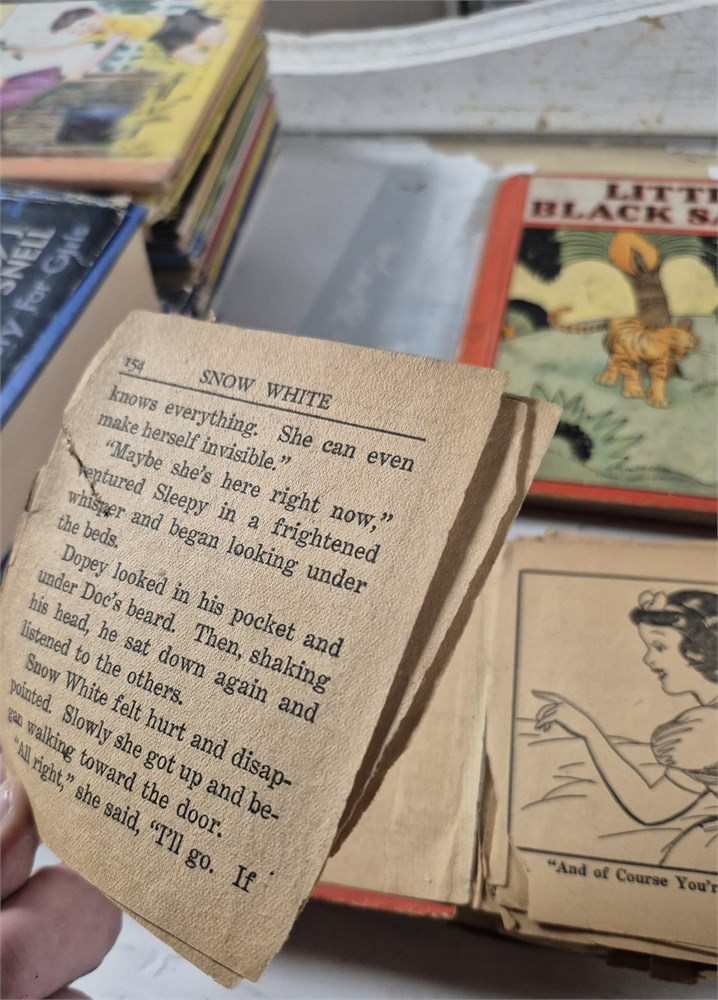 SNELL
for Girls
LITT
BLACK SA
154 SNOW WHITE
knows everything. She can even
make herself invisible."
"Maybe she's here right now,"
ventured Sleepy in a frightened
whisper and began looking under
the beds.
Dopey looked in his pocket and
under Doc's beard. Then, shaking
his head, he sat down again and
listened to the others.
Snow White felt hurt and disap-
pointed. Slowly she got up and be-
gan walking toward the door.
"All right," she said, "I'll go. If
"And of Course You'r